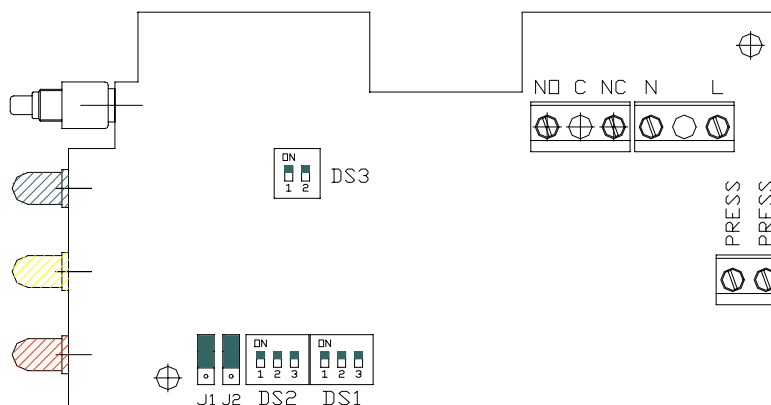 NO C NC N L
ON
1 2
DS3
PRESS
PRESS
ON
1 2 3
ON
1 2 3
J1 J2 DS2 DS1